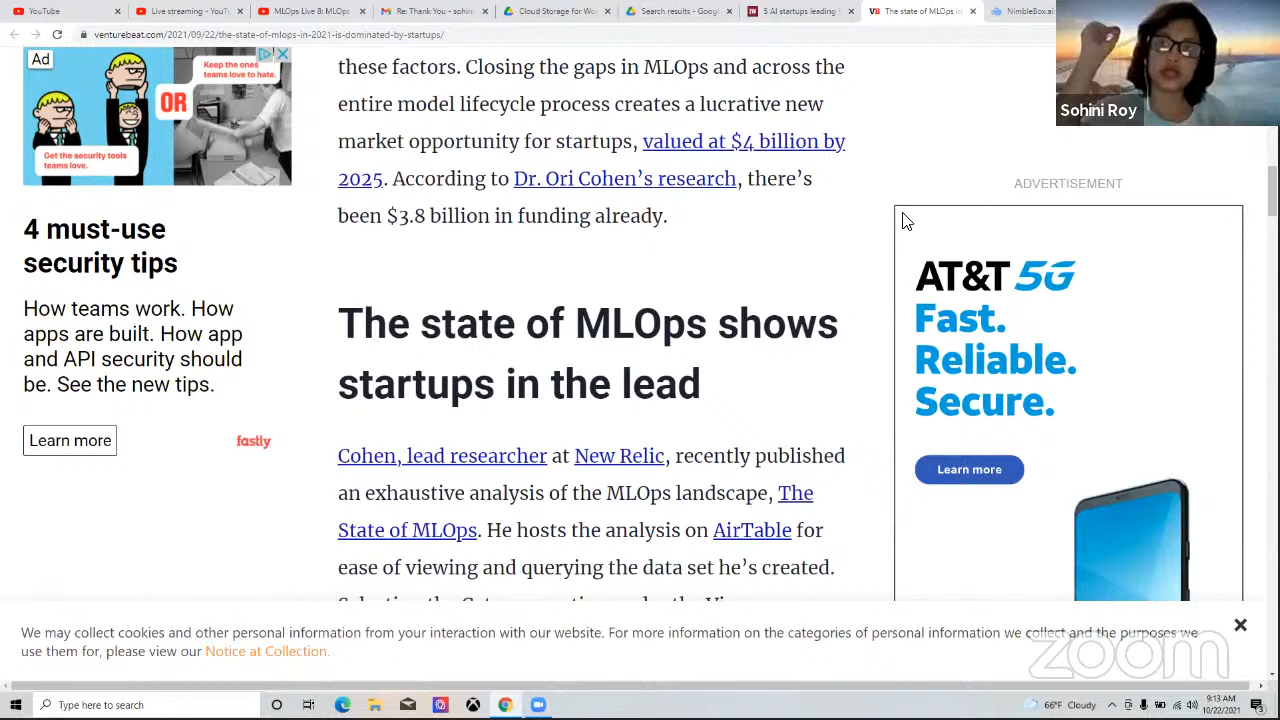 YouTube
Live streaming - YouTu
MLOps Live 8: MLOps
Re: Thank You - sohini
Cloud Storage for Wo
Search results - Goog
5 AI startups leading
The state of MLOps in
NimbleBox.ai
venturebeat.com/2021/09/22/the-state-of-mlops-in-2021-is-dominated-by-startups/
Sohini Roy
Ad
Keep the ones
teams love to hate.
OR
Get the security tools
teams love.
4 must-use
security tips
How teams work. How
apps are built. How app
and API security should
be. See the new tips.
Learn more
fastly
these factors. Closing the gaps in MLOps and across the
entire model lifecycle process creates a lucrative new
market opportunity for startups, valued at $4 billion by
2025. According to Dr. Ori Cohen’s research, there’s
been $3.8 billion in funding already.
The state of MLOps shows
startups in the lead
Cohen, lead researcher at New Relic, recently published
an exhaustive analysis of the MLOps landscape, The
State of MLOps. He hosts the analysis on AirTable for
ease of viewing and querying the data set he’s created.
ADVERTISEMENT
AT&T 5G
Fast.
Reliable.
Secure.
Learn more
We may collect cookies and other personal information from your interaction with our website. For more information on the categories of personal information we collect and the purposes we
use them for, please view our Notice at Collection.
zoom
Type here to search
66°F Cloudy
9:13 AM
10/22/2021